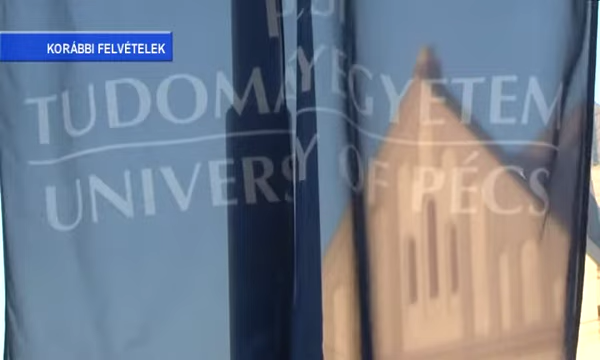 KORÁBBI FELVÉTELEK
TUDOMÁNYEGYETEM
UNIVERSITY OF PÉCS